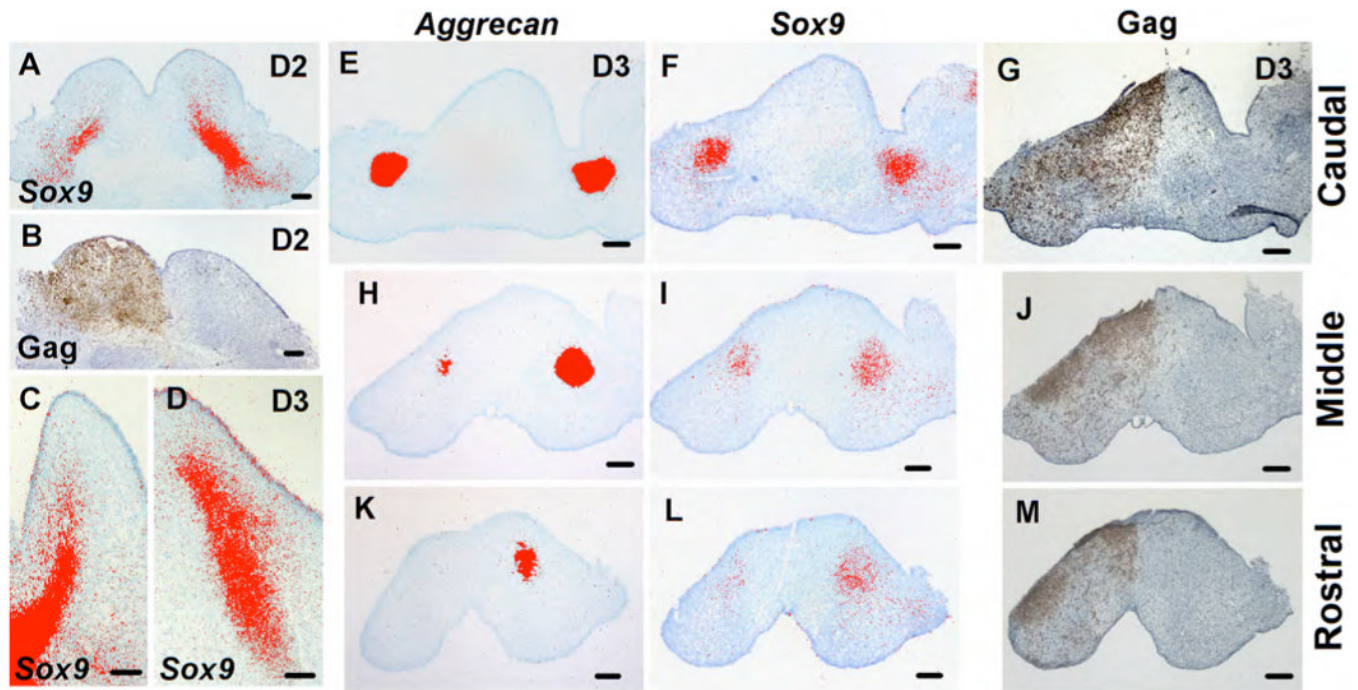 Aggrecan Sox9 Gag
A D2
Sox9
B D2
Gag
C D D3
Sox9 Sox9
E D3
F
G D3
Caudal
H
I
J
Middle
K
L
M
Rostral